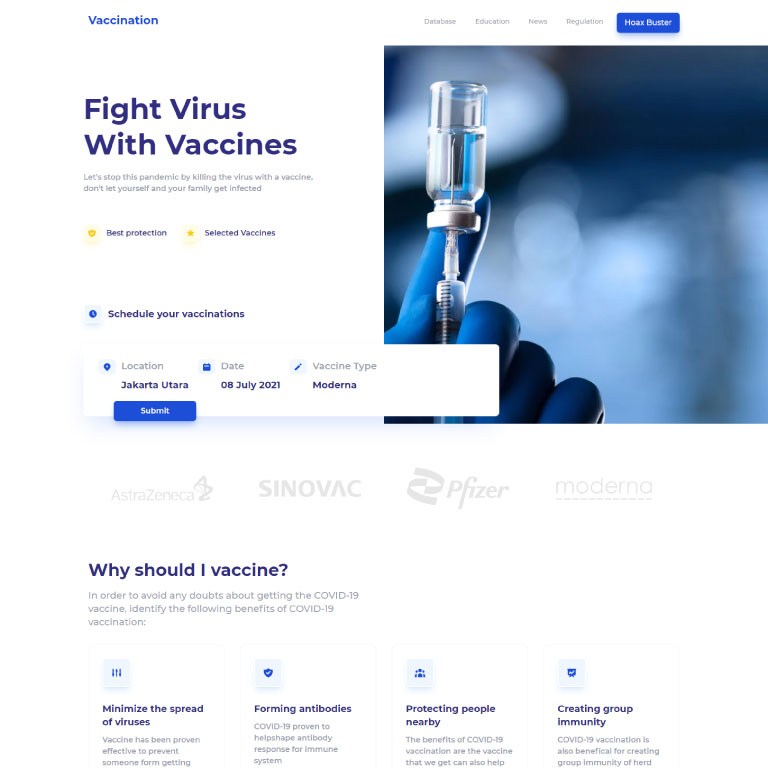 Vaccination
Database
Education
News
Regulation
Hoax Buster
Fight Virus
With Vaccines
Let's stop this pandemic by killing the virus with a vaccine,
don't let yourself and your family get infected
Best protection
Selected Vaccines
Schedule your vaccinations
Location
Jakarta Utara
Date
08 July 2021
Vaccine Type
Moderna
Submit
AstraZeneca
SINOVAC
Pfizer
moderna
Why should I vaccine?
In order to avoid any doubts about getting the COVID-19
vaccine, identify the following benefits of COVID-19
vaccination:
Minimize the spread
of viruses
Vaccine has been proven
effective to prevent
someone form getting
Forming antibodies
COVID-19 proven to
helpshape antibody
response for immune
system
Protecting people
nearby
The benefits of COVID-19
vaccination are the vaccine
that we get can also help
Creating group
immunity
COVID-19 vaccination is
also benefical for creating
group immunity of herd